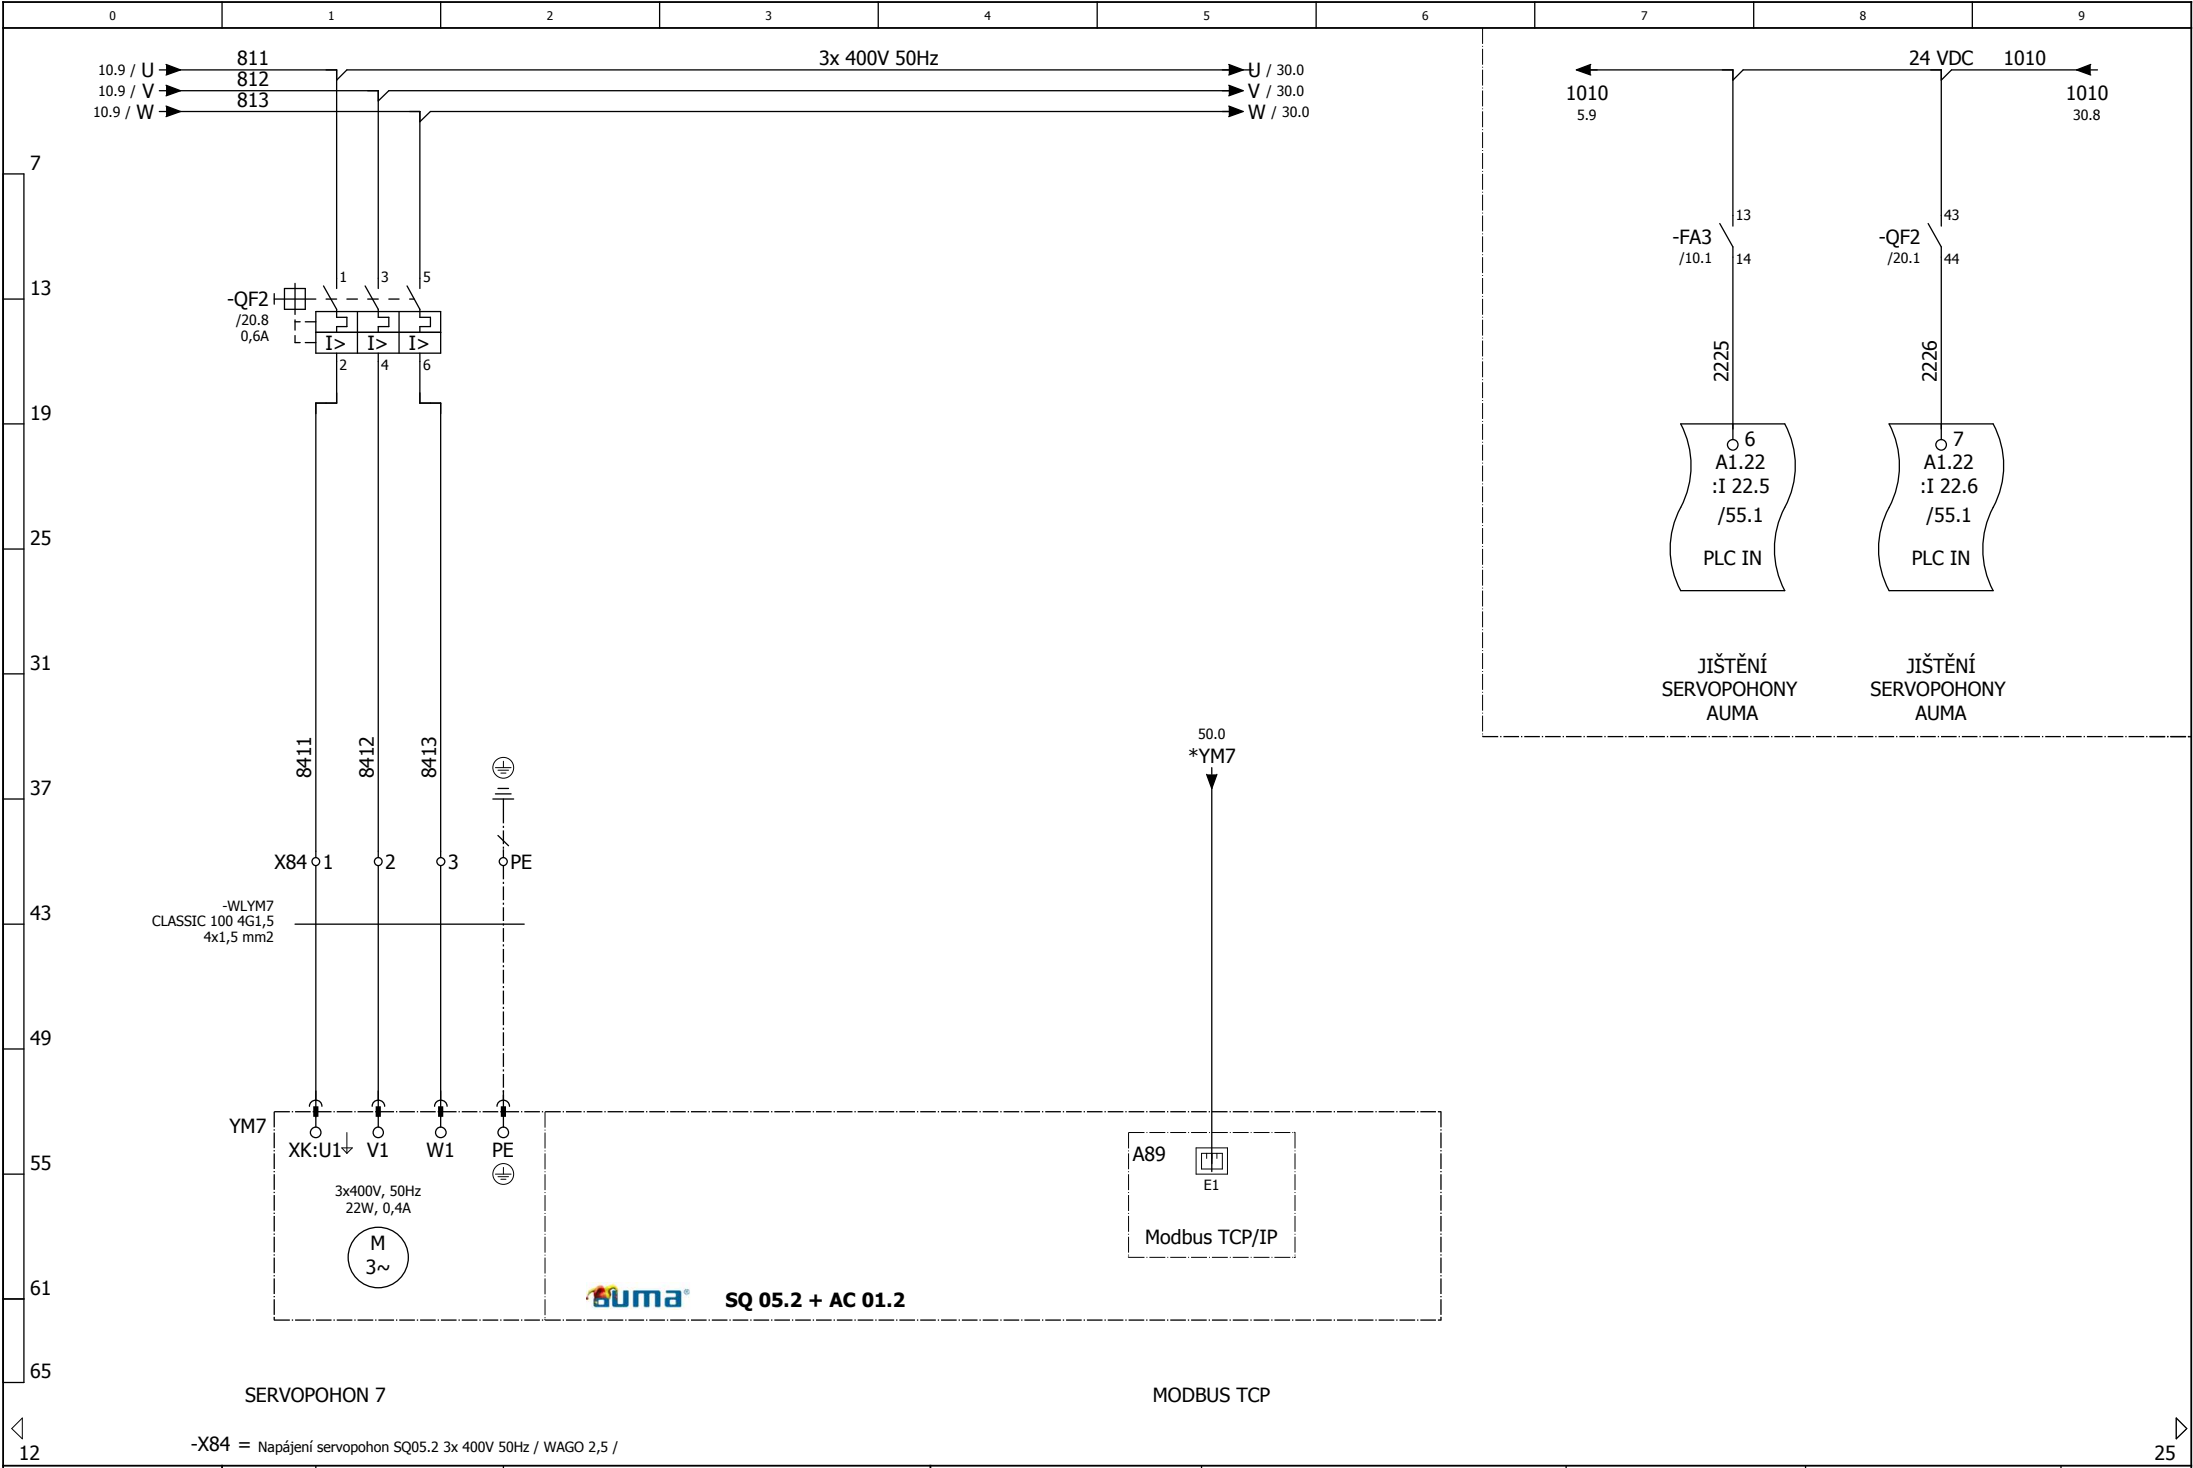 0 1 2 3 4 5 6 7 8 9
811
3x 400V 50Hz
24 VDC 1010
10.9 / U
U / 30.0
812
10.9 / V
V / 30.0
813
10.9 / W
W / 30.0
1010
5.9
1010
30.8
7
13
19
25
31
37
43
49
55
61
65
13
-FA3
/10.1
14
43
-QF2
/20.1
44
1 3 5
-QF2
/20.8
0,6A
I> I> I>
2 4 6
2225
2226
6
A1.22
:I 22.5
/55.1
PLC IN
7
A1.22
:I 22.6
/55.1
PLC IN
JIŠTĚNÍ
SERVOPOHONY
AUMA
JIŠTĚNÍ
SERVOPOHONY
AUMA
8411
8412
8413
50.0
*YM7
X84 1 2 3 PE
-WLYM7
CLASSIC 100 4G1,5
4x1,5 mm2
YM7
XK:U1 V1 W1 PE
3x400V, 50Hz
22W, 0,4A
M
3~
A89
E1
Modbus TCP/IP
auma®
SQ 05.2 + AC 01.2
SERVOPOHON 7
MODBUS TCP
-X84 = Napájení servopohon SQ05.2 3x 400V 50Hz / WAGO 2,5 /
12
25